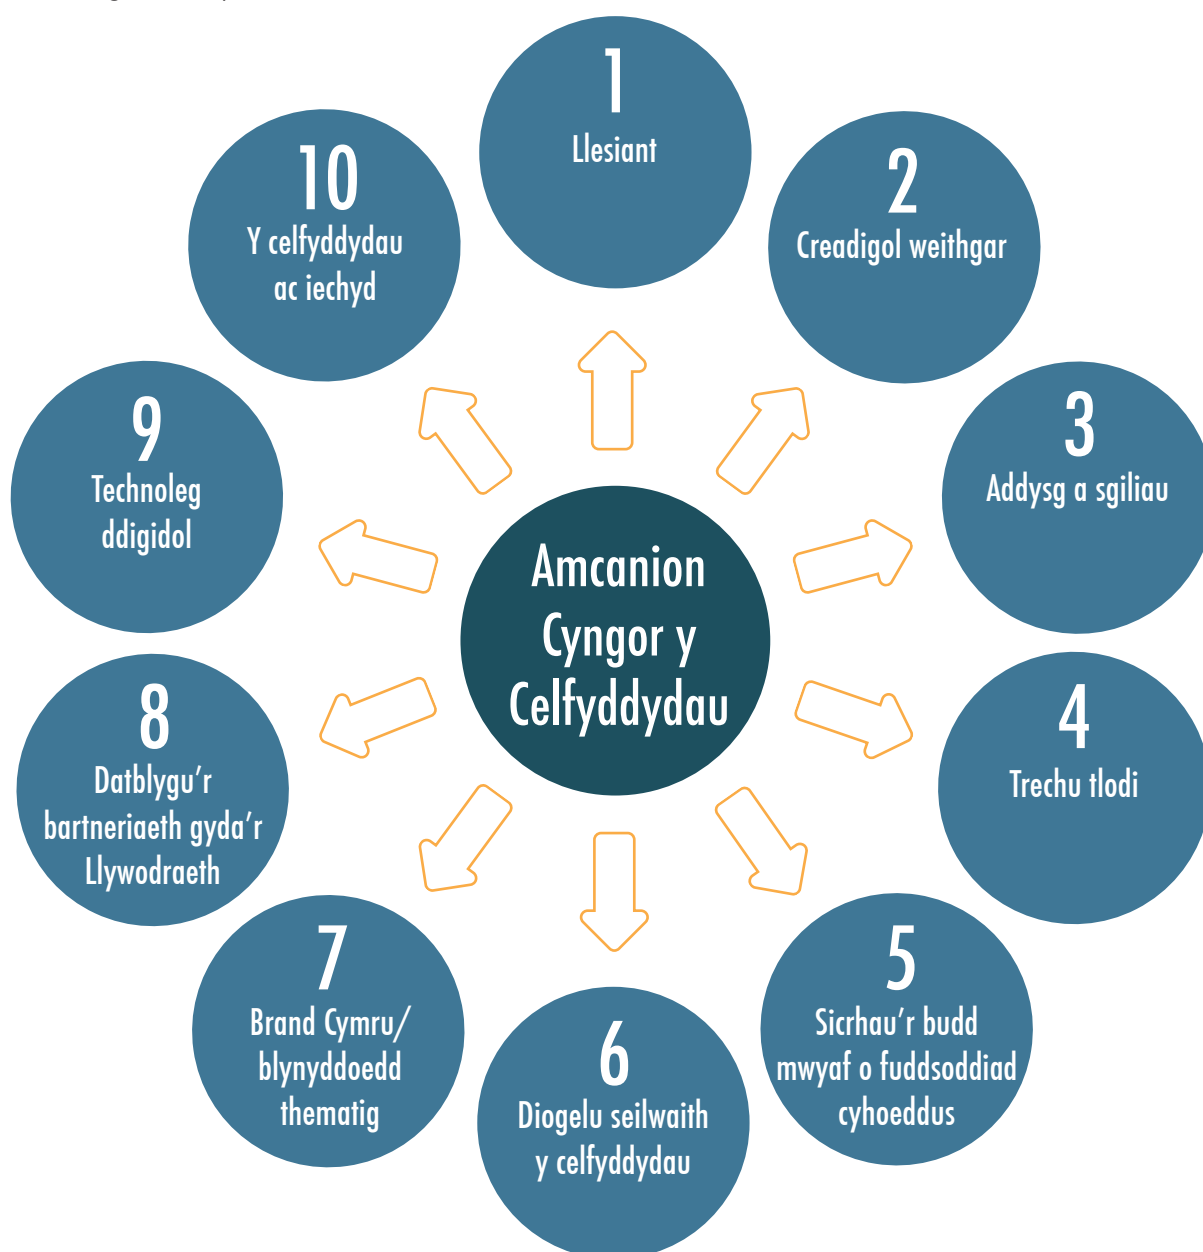 Amcanion
Cyngor y
Celfyddydau
1
Llesiant
2
Creadigol weithgar
3
Addysg a sgiliau
4
Trechu tlodi
5
Sicrhau’r budd
mwyaf o fuddsoddiad
cyhoeddus
6
Diogelu seilwaith
y celfyddydau
7
Brand Cymru/
blynyddoedd
thematig
8
Datblygu’r
bartneriaeth gyda’r
Llywodraeth
9
Technoleg
ddigidol
10
Y celfyddydau
ac iechyd